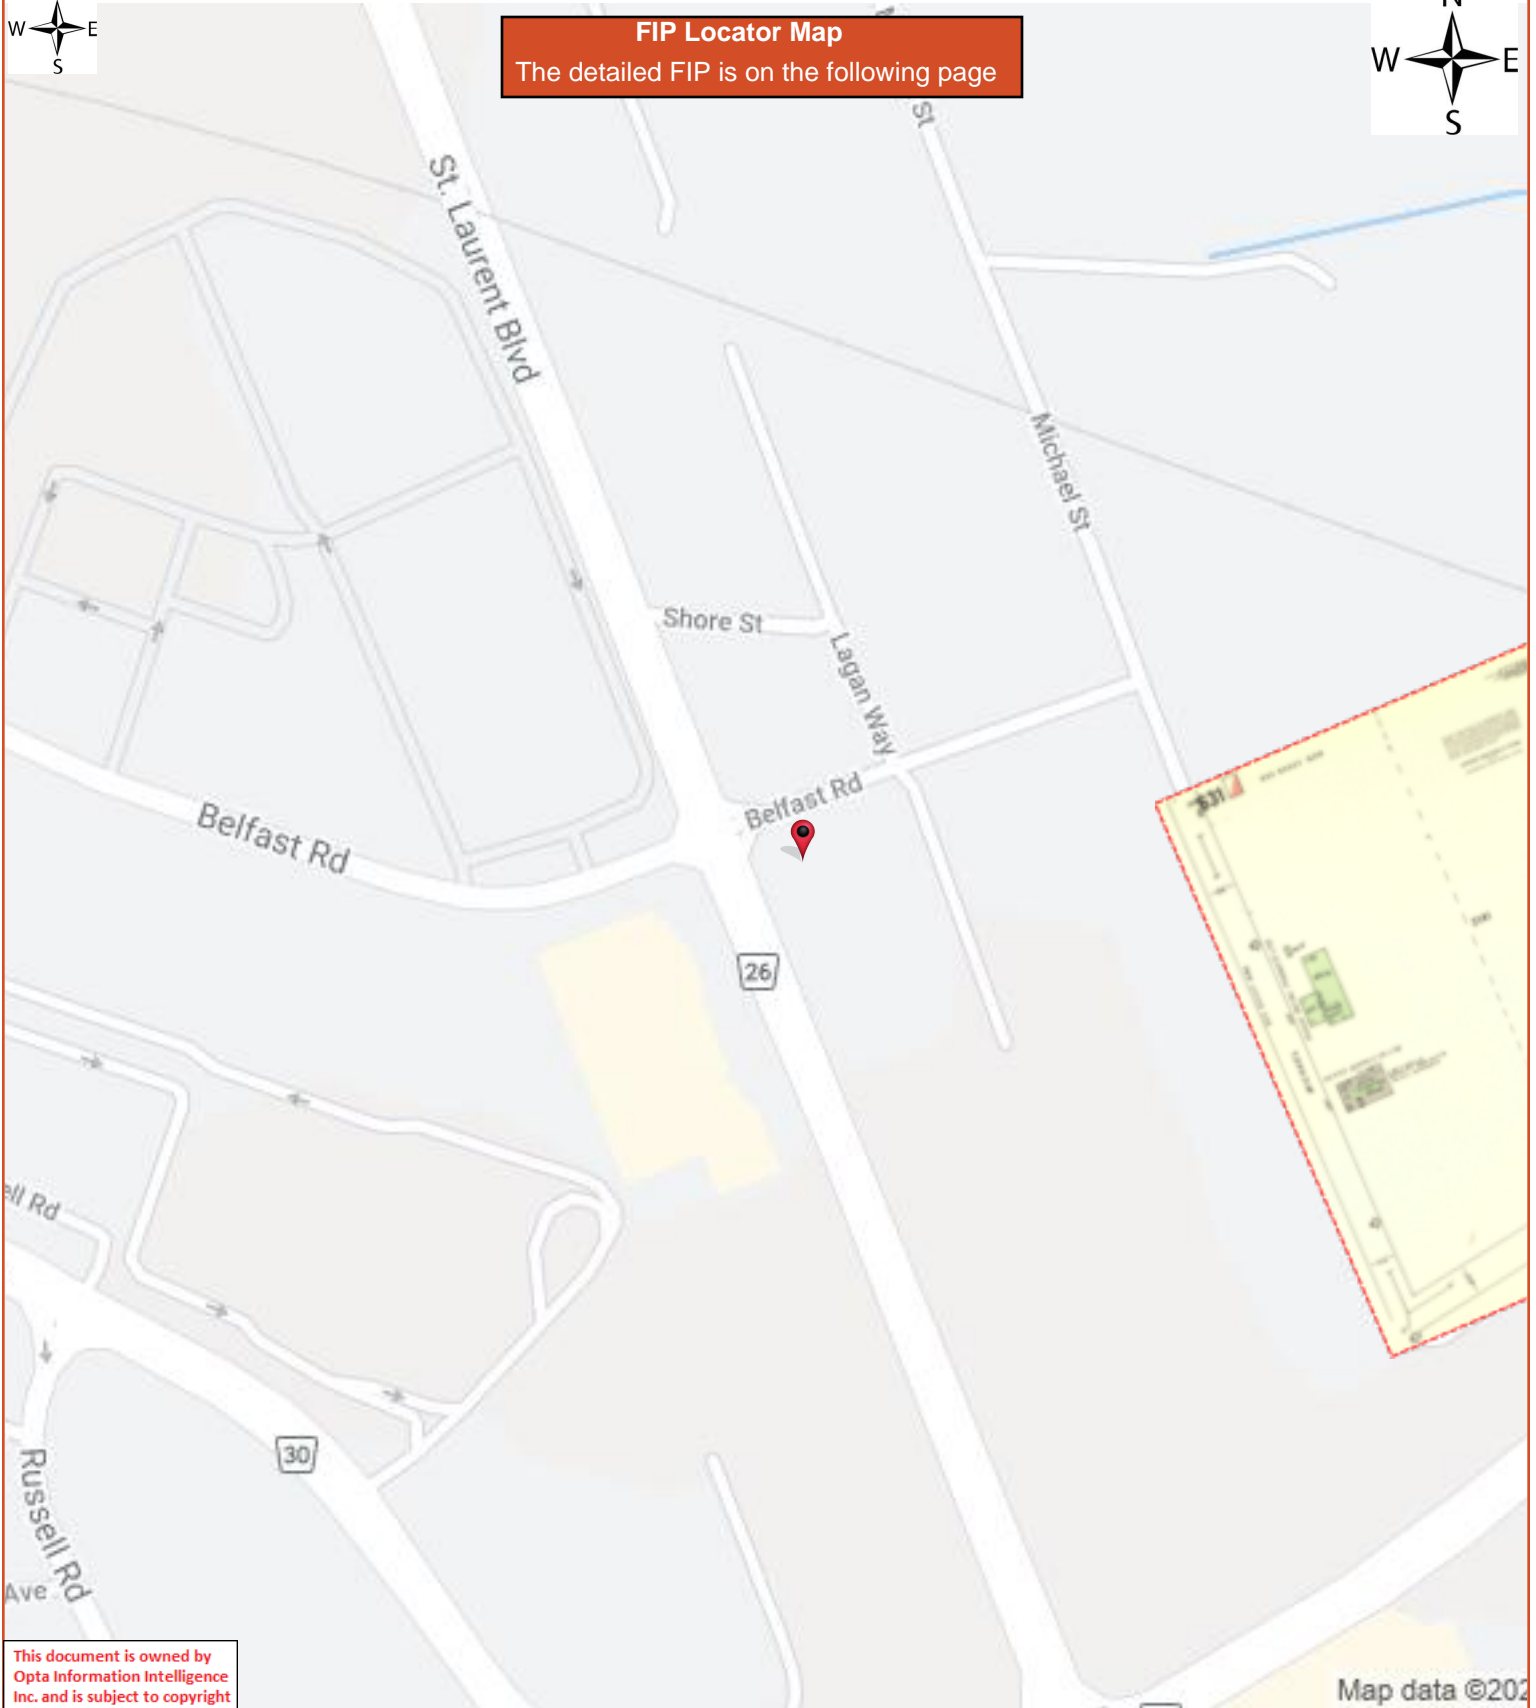 W E
S
FIP Locator Map
The detailed FIP is on the following page
N
W E
S
St
St. Laurent Blvd
Michael St
Shore St
Lagan Way
Belfast Rd
Belfast Rd
531
26
ell Rd
30
Russell Rd
Ave
This document is owned by
Opta Information Intelligence
Inc. and is subject to copyright
Map data ©202